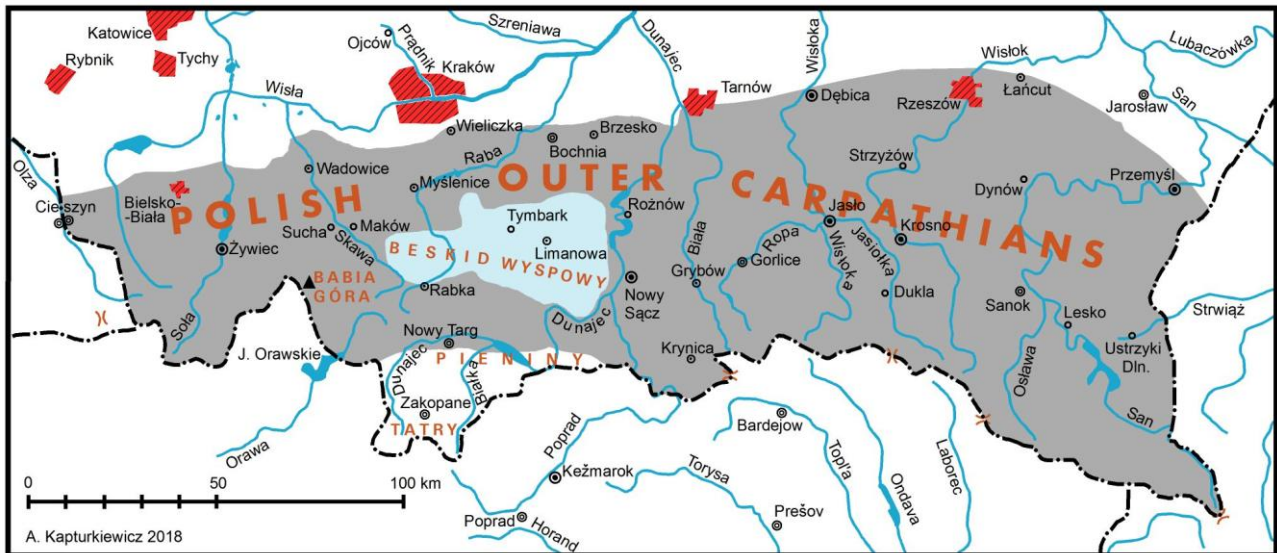 Katowice
Rybnik
Tychy
Ojców
Prądnik
Szreniawa
Kraków
Dunajec
Wisłoka
Wisłok
Lubaczówka
Wisła
Tarnów
Dębica
Rzeszów
Łańcut
Jarosław
San
Wieliczka
Bochnia
Brzesko
Olza
Wadowice
Raba
Strzyżów
Cieszyn
Bielsko-
-Biała
Myślenice
Dynów
Przemyśl
POLISH OUTER CARPATHIANS
Tymbark
Rożnów
Jasło
Sucha
Maków
Skawa
Limanowa
Biała
Ropa
Wisłoka
Jasiołka
Krosno
Żywiec
BESKID WYSPOWY
Grybów
Gorlice
BABIA
GÓRA
Rabka
Nowy
Sącz
Dukla
Sanok
Lesko
Strwiąż
Soła
Dunajec
Nowy Targ
Ustrzyki
Dln.
J. Orawskie
Dunajec
Białka
PIENINY
Krynica
Osława
Zakopane
TATRY
San
Orawa
Poprad
Bardejow
Topl'a
Ondava
Laborec
Kežmarok
Torysa
0 50 100 km
Poprad
Horand
Prešov
A. Kapturkiewicz 2018